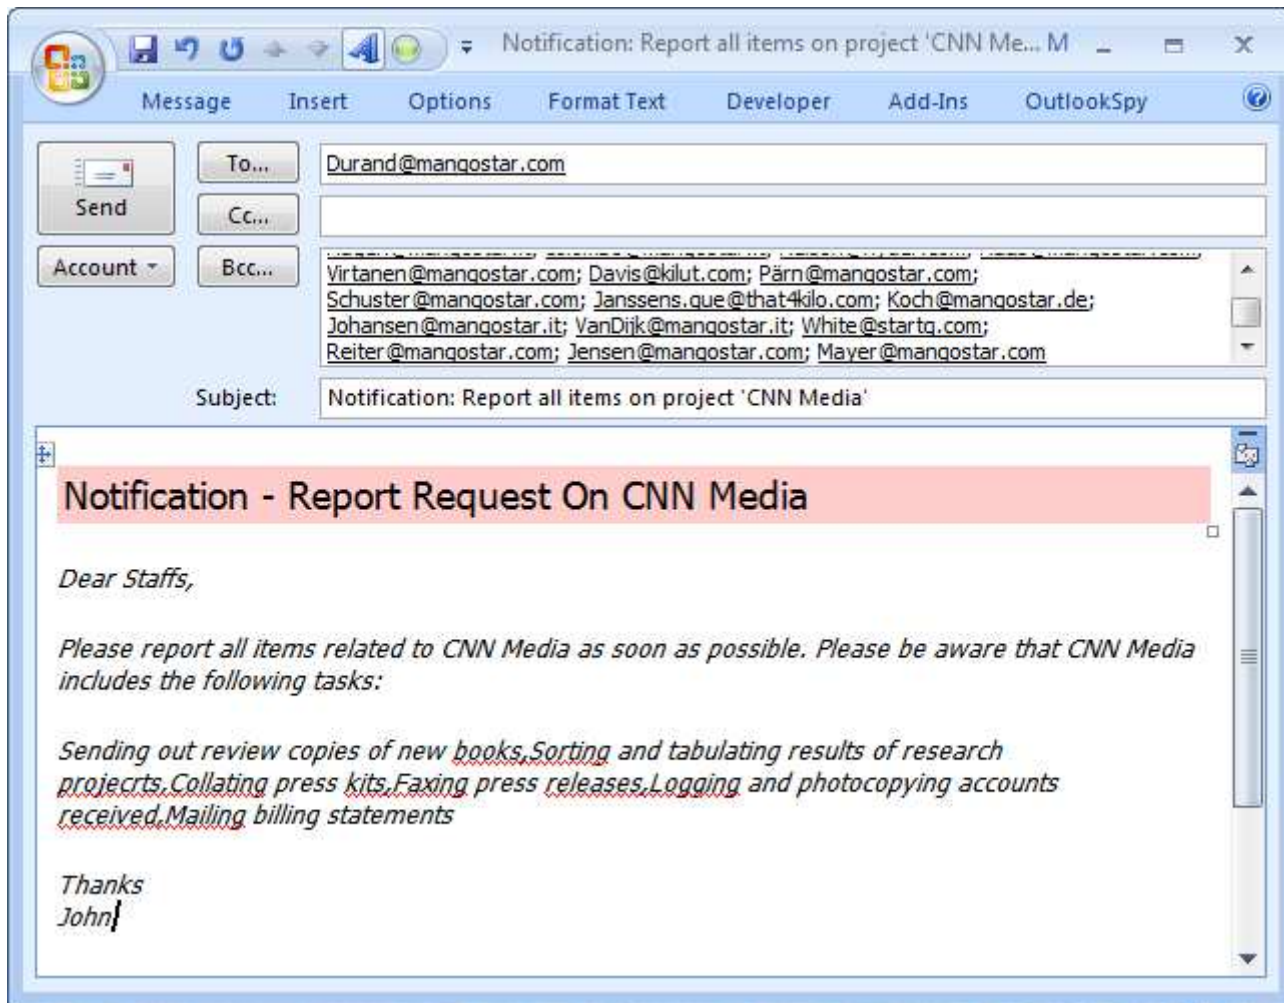 Notification: Report all items on project 'CNN Me... M
Message Insert Options Format Text Developer Add-Ins OutlookSpy
To... Durand@mangostar.com
Send
Cc...
Account Bcc...
Virtanen@mangostar.com; Davis@kilut.com; Pärn@mangostar.com;
Schuster@mangostar.com; Janssens.que@that4kilo.com; Koch@mangostar.de;
Johansen@mangostar.it; VanDijk@mangostar.it; White@startq.com;
Reiter@mangostar.com; Jensen@mangostar.com; Mayer@mangostar.com
Subject: Notification: Report all items on project 'CNN Media'
Notification - Report Request On CNN Media
Dear Staffs,
Please report all items related to CNN Media as soon as possible. Please be aware that CNN Media
includes the following tasks:
Sending out review copies of new books,Sorting and tabulating results of research
projecrts,Collating press kits,Faxing press releases,Logging and photocopying accounts
received,Mailing billing statements
Thanks
John